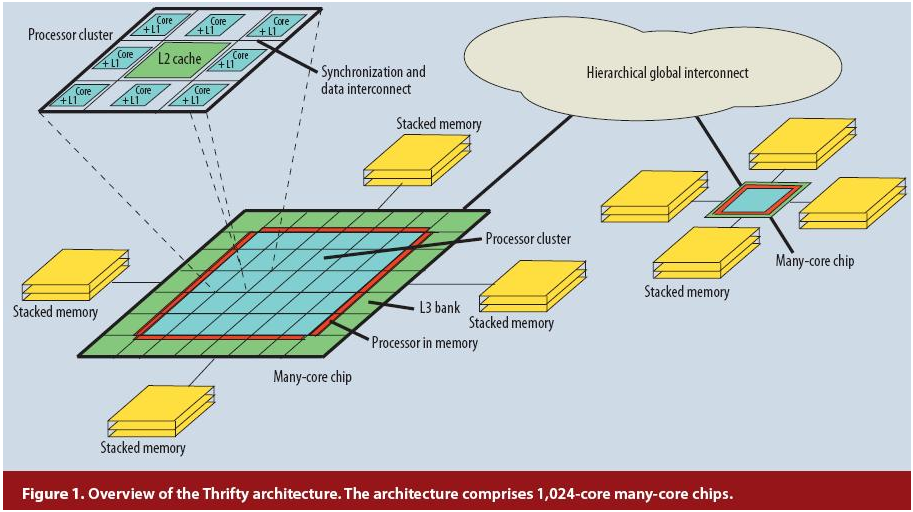 Processor cluster
Core
+ L1
Core
+ L1
Core
+ L1
Core
+ L1
L2 cache
Core
+ L1
Core
+ L1
Core
+ L1
Core
+ L1
Synchronization and
data interconnect
Hierarchical global interconnect
Stacked memory
Processor cluster
Many-core chip
Stacked memory
L3 bank
Stacked memory
Stacked memory
Processor in memory
Many-core chip
Stacked memory
Figure 1. Overview of the Thrifty architecture. The architecture comprises 1,024-core many-core chips.